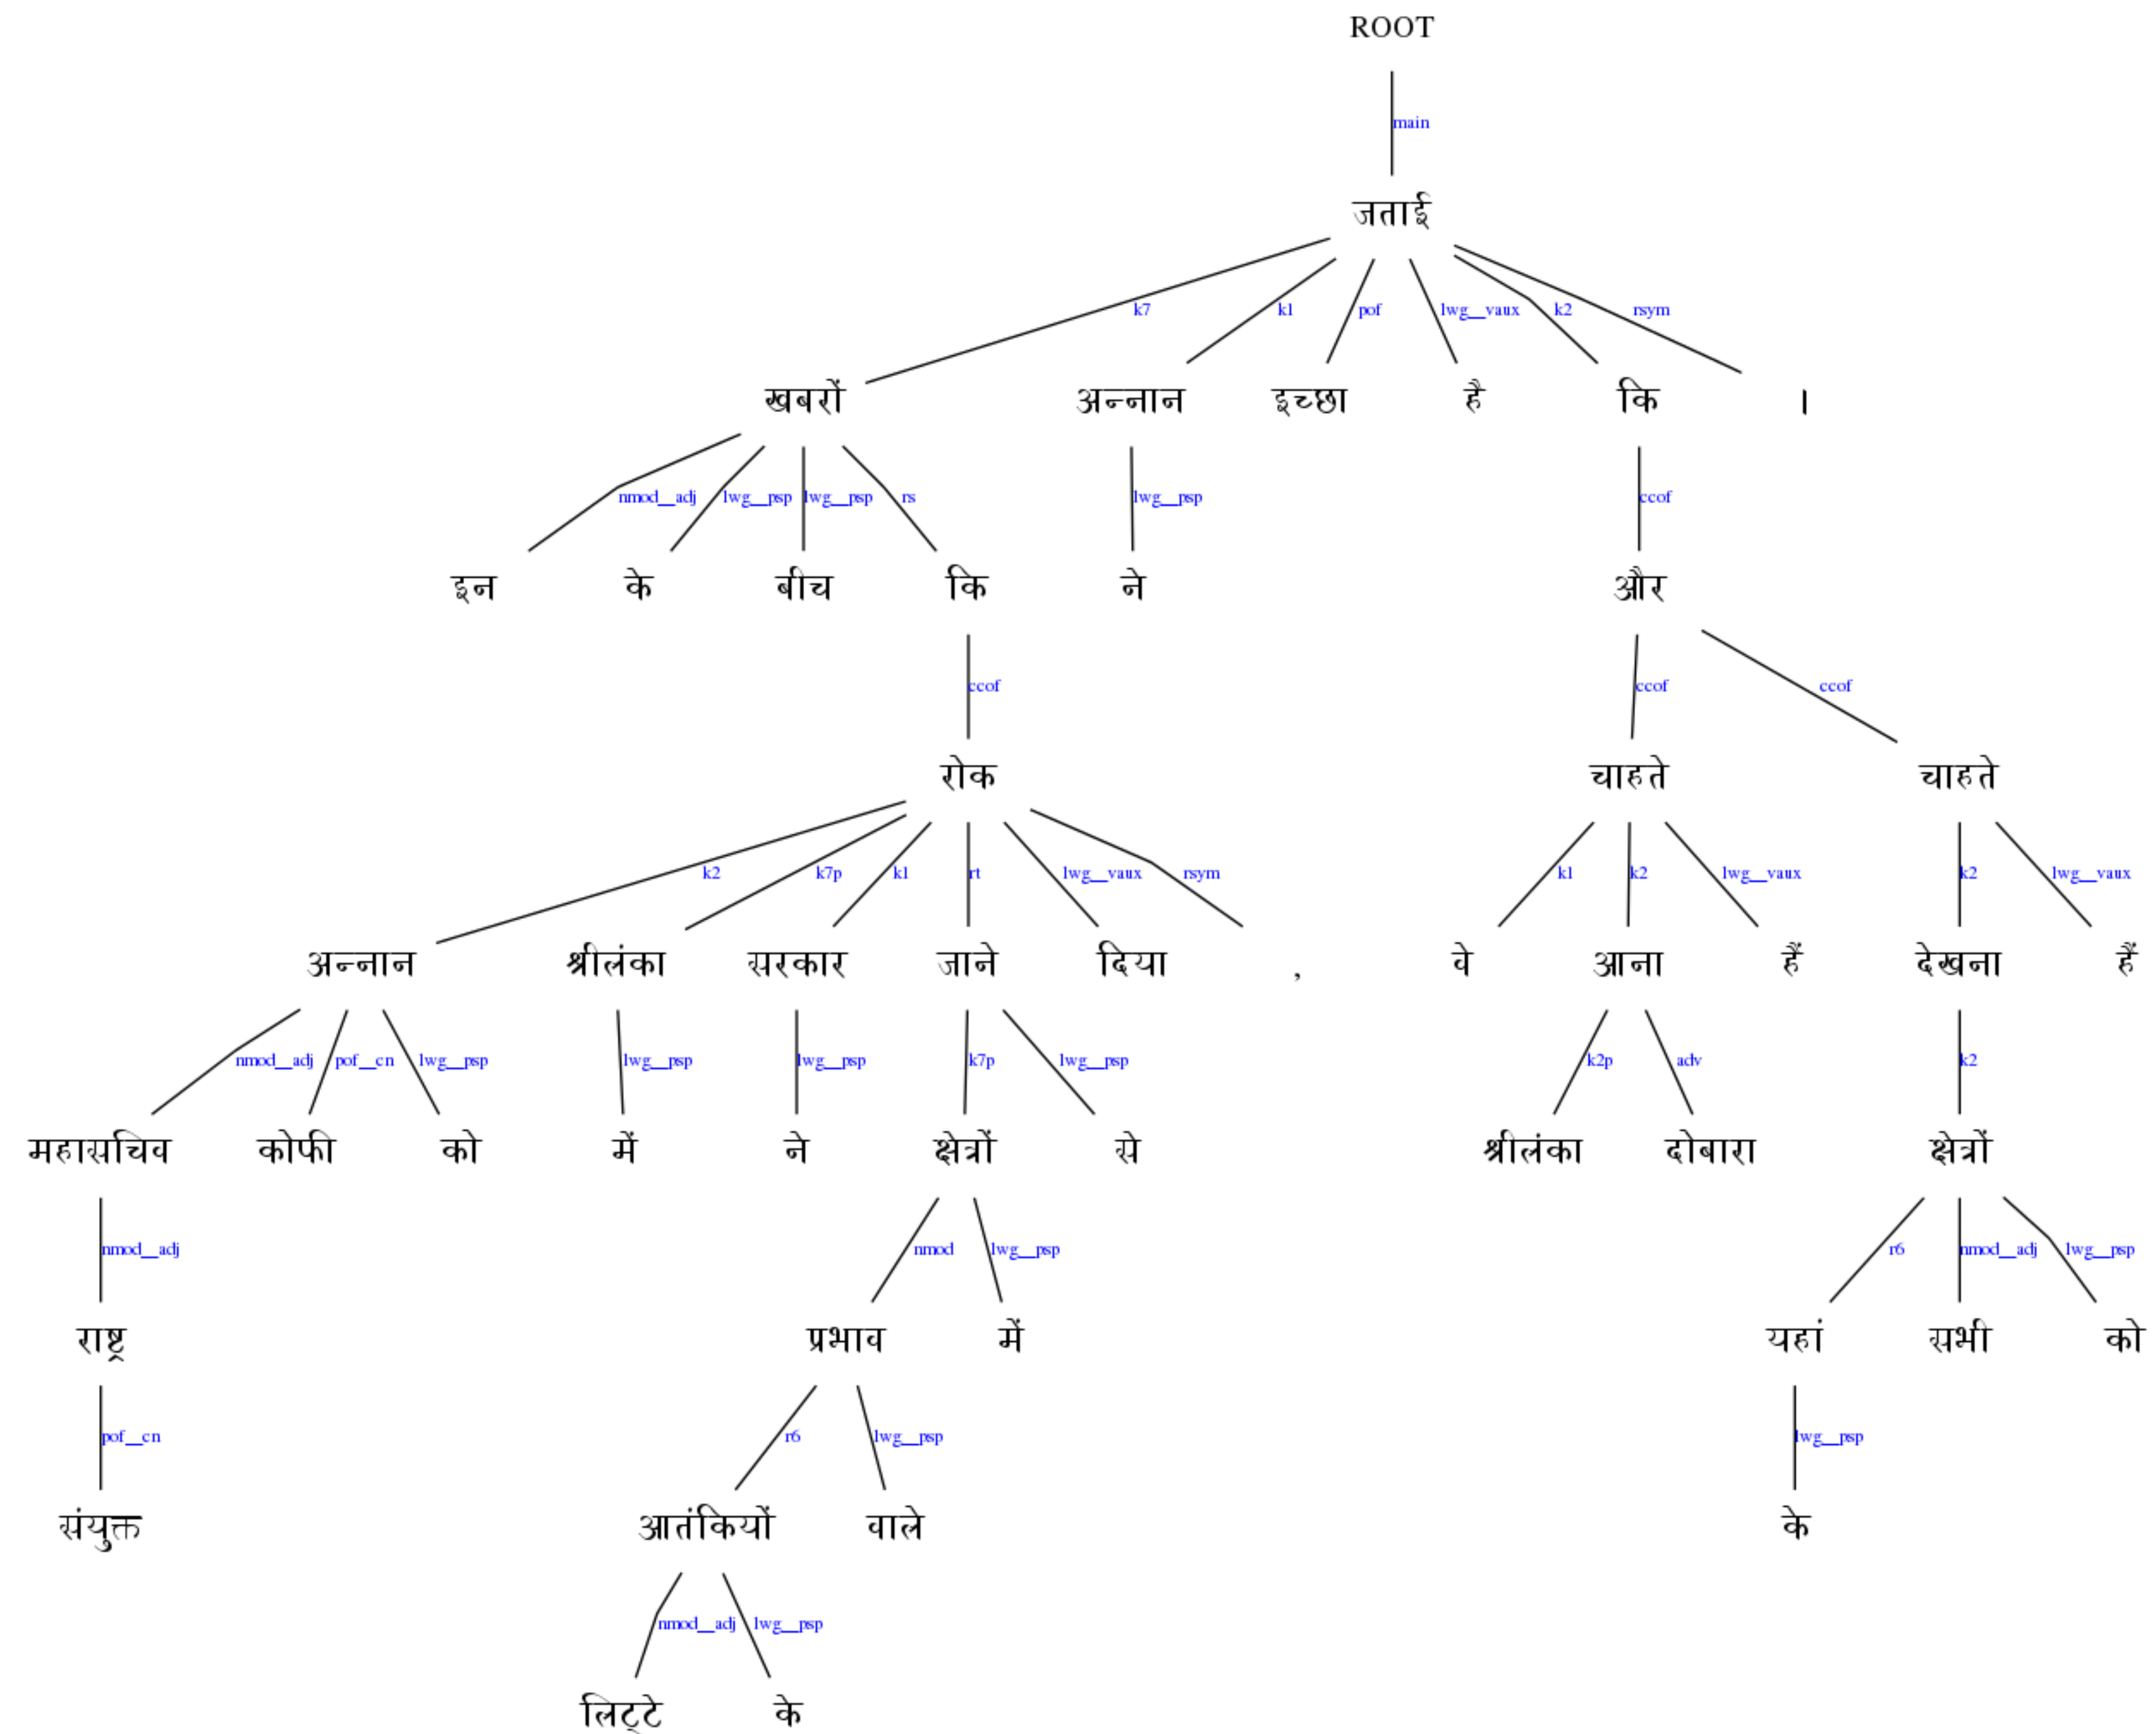 ROOT
main
जताई
k7 k1 pof lwg__vaux k2 rsym
खबरों अन्नान इच्छा है कि ।
nmod__adj lwg__psp lwg__psp rs lwg__psp ccof
इन के बीच कि ने और
ccof ccof ccof
रोक चाहते चाहते
k2 k7p k1 rt lwg__vaux rsym k1 k2 lwg__vaux k2 lwg__vaux
अन्नान श्रीलंका सरकार जाने दिया , वे आना हैं देखना हैं
nmod__adj pof__cn lwg__psp lwg__psp lwg__psp k7p lwg__psp k2p adv k2
महासचिव कोफी को में ने क्षेत्रों से श्रीलंका दोबारा क्षेत्रों
nmod__adj nmod lwg__psp r6 nmod__adj lwg__psp
राष्ट्र प्रभाव में यहां सभी को
pof__cn r6 lwg__psp lwg__psp
संयुक्त आतंकियों वाले के
nmod__adj lwg__psp
लिट्टे के